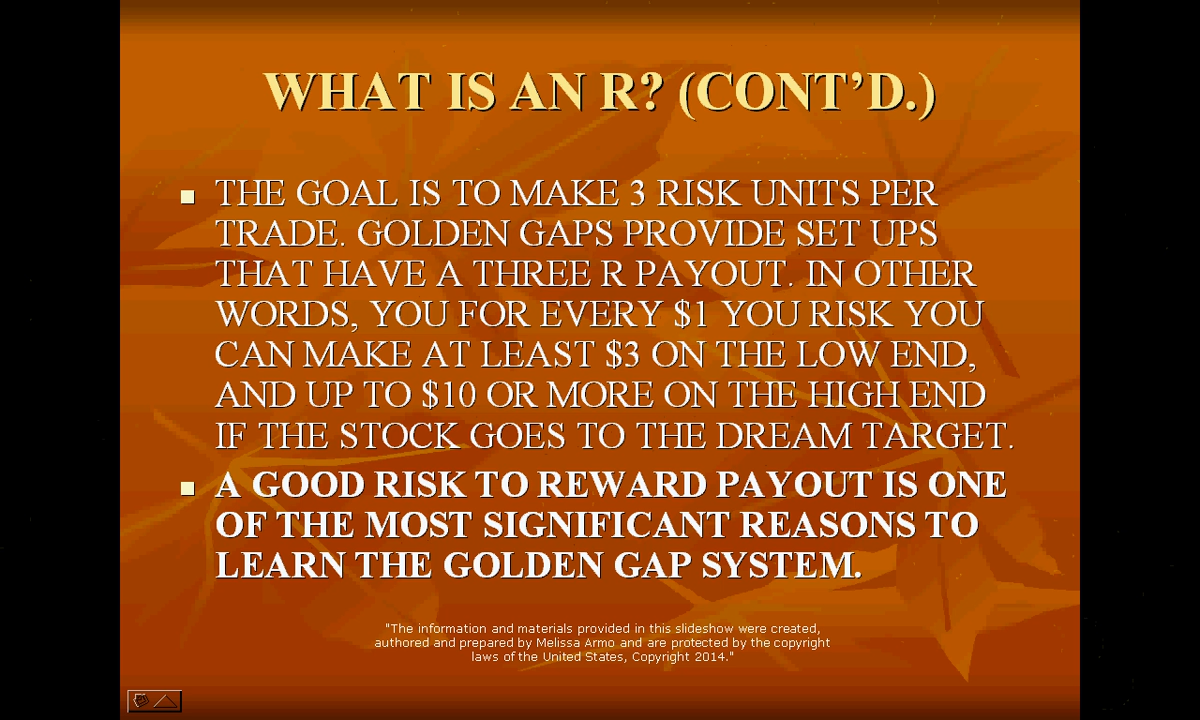 WHAT IS AN R? (CONT’D.)
THE GOAL IS TO MAKE 3 RISK UNITS PER
TRADE. GOLDEN GAPS PROVIDE SET UPS
THAT HAVE A THREE R PAYOUT. IN OTHER
WORDS, YOU FOR EVERY $1 YOU RISK YOU
CAN MAKE AT LEAST $3 ON THE LOW END,
AND UP TO $10 OR MORE ON THE HIGH END
IF THE STOCK GOES TO THE DREAM TARGET.
A GOOD RISK TO REWARD PAYOUT IS ONE
OF THE MOST SIGNIFICANT REASONS TO
LEARN THE GOLDEN GAP SYSTEM.
"The information and materials provided in this slideshow were created,
authored and prepared by Melissa Armo and are protected by the copyright
laws of the United States, Copyright 2014."